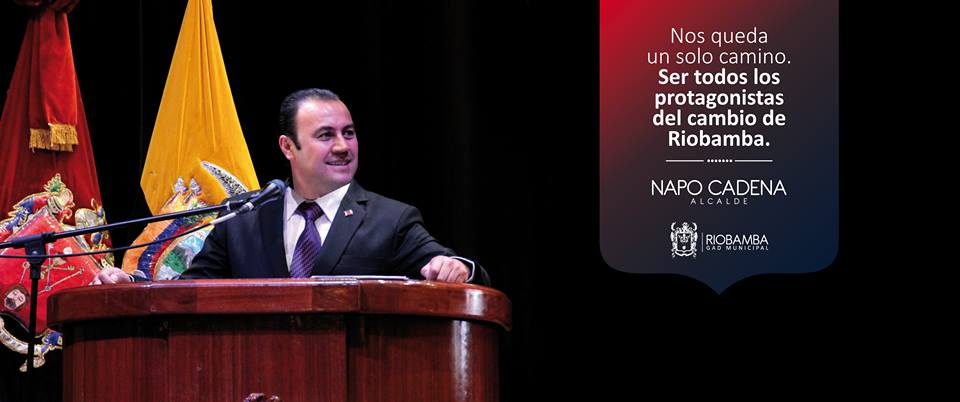 Nos queda
un solo camino.
Ser todos los
protagonistas
del cambio de
Riobamba.
NAPO CADENA
ALCALDE
RIOBAMBA
GAD MUNICIPAL